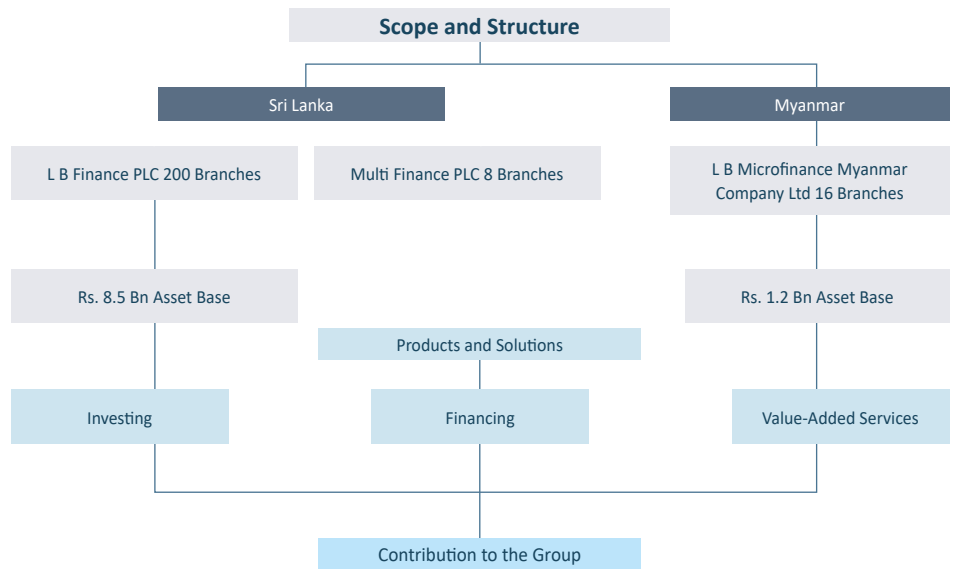 Scope and Structure
Sri Lanka
Myanmar
L B Finance PLC 200 Branches
Multi Finance PLC 8 Branches
L B Microfinance Myanmar
Company Ltd 16 Branches
Rs. 8.5 Bn Asset Base
Rs. 1.2 Bn Asset Base
Products and Solutions
Investing
Financing
Value-Added Services
Contribution to the Group